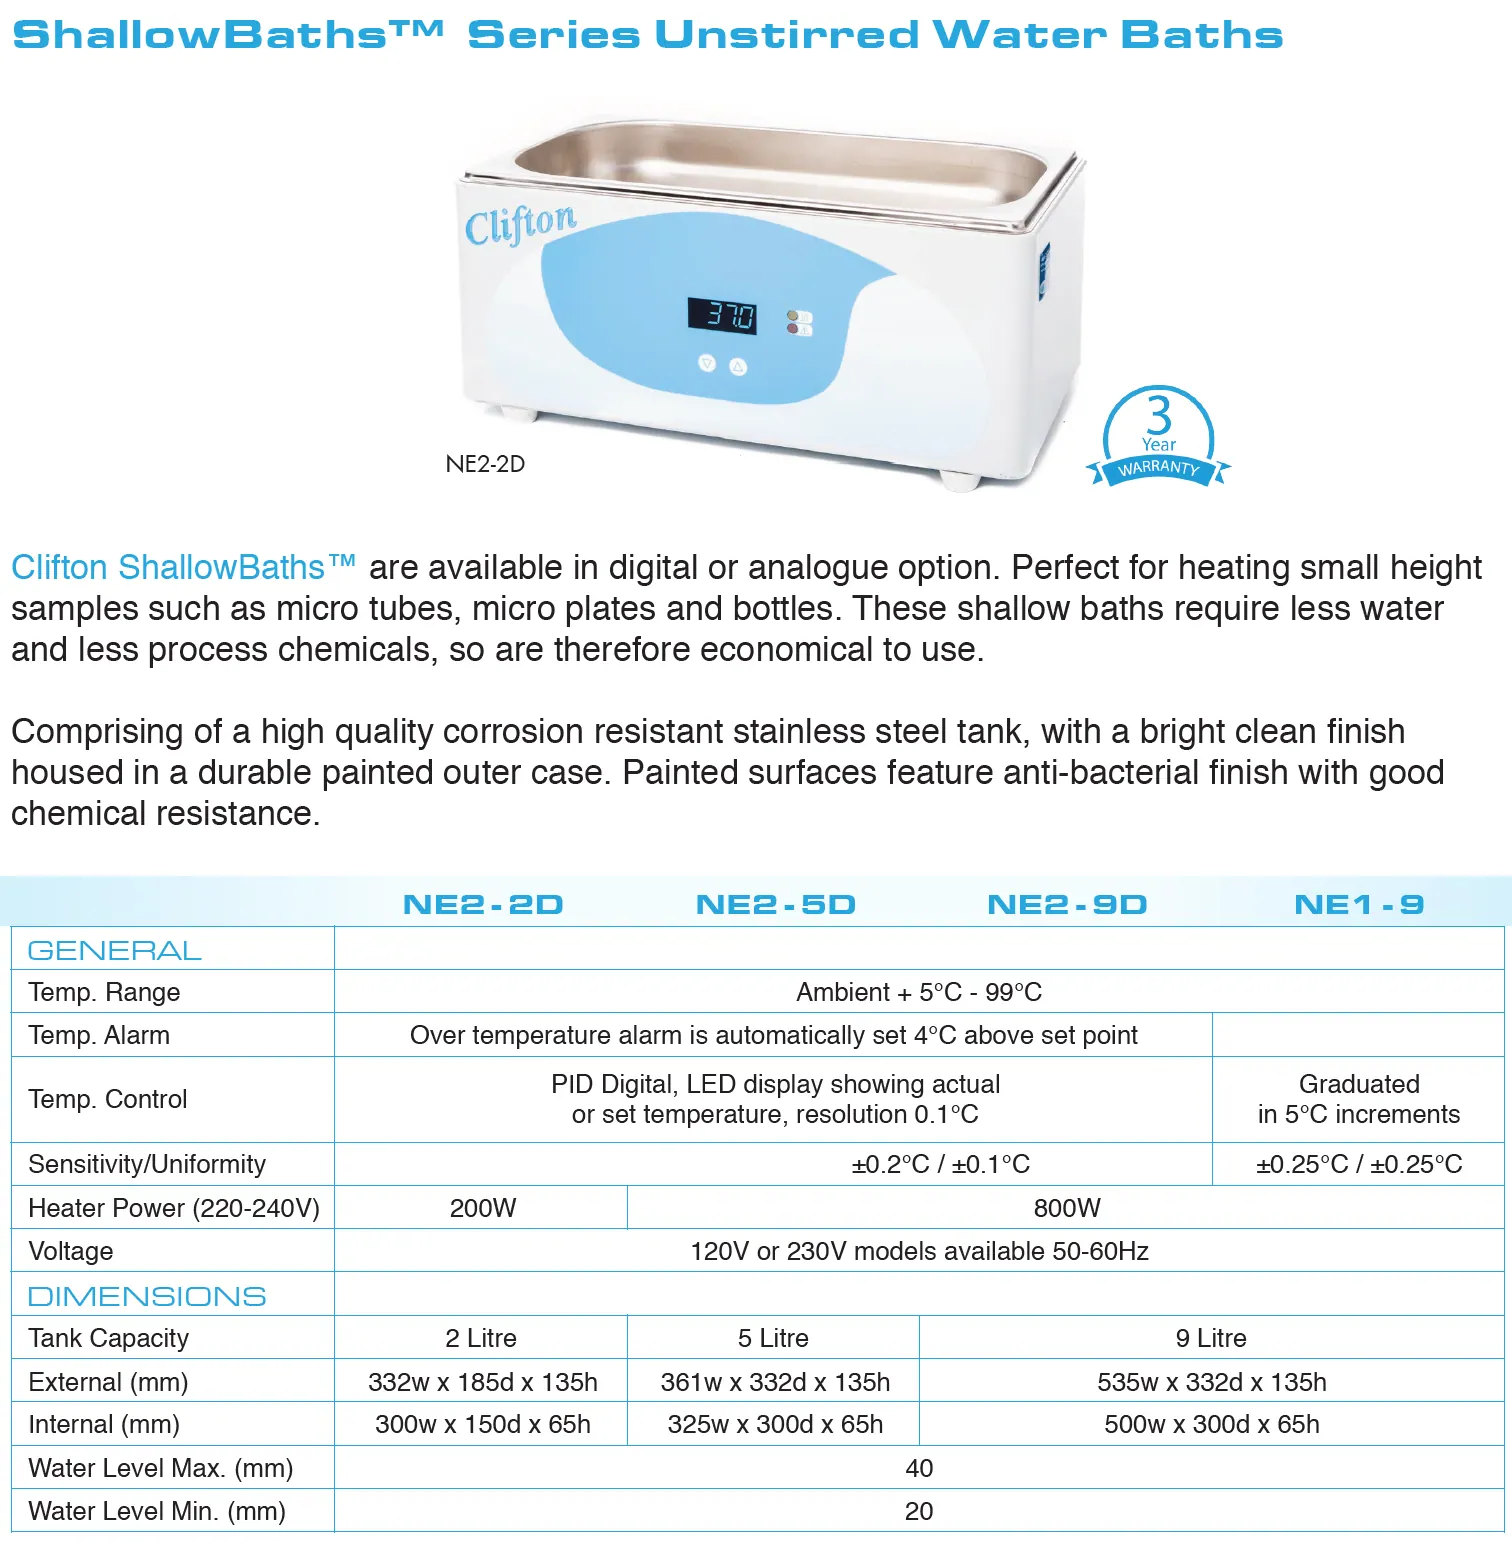 ShallowBaths™ Series Unstirred Water Baths
Clifton
37.0
NE2-2D
3
Year
WARRANTY
Clifton ShallowBaths™ are available in digital or analogue option. Perfect for heating small height
samples such as micro tubes, micro plates and bottles. These shallow baths require less water
and less process chemicals, so are therefore economical to use.
Comprising of a high quality corrosion resistant stainless steel tank, with a bright clean finish
housed in a durable painted outer case. Painted surfaces feature anti-bacterial finish with good
chemical resistance.
NE2 - 2D NE2 - 5D NE2 - 9D NE1 - 9
GENERAL
Temp. Range Ambient + 5°C - 99°C
Temp. Alarm Over temperature alarm is automatically set 4°C above set point
Temp. Control PID Digital, LED display showing actual
or set temperature, resolution 0.1°C Graduated
in 5°C increments
Sensitivity/Uniformity ±0.2°C / ±0.1°C ±0.25°C / ±0.25°C
Heater Power (220-240V) 200W 800W
Voltage 120V or 230V models available 50-60Hz
DIMENSIONS
Tank Capacity 2 Litre 5 Litre 9 Litre
External (mm) 332w x 185d x 135h 361w x 332d x 135h 535w x 332d x 135h
Internal (mm) 300w x 150d x 65h 325w x 300d x 65h 500w x 300d x 65h
Water Level Max. (mm) 40
Water Level Min. (mm) 20